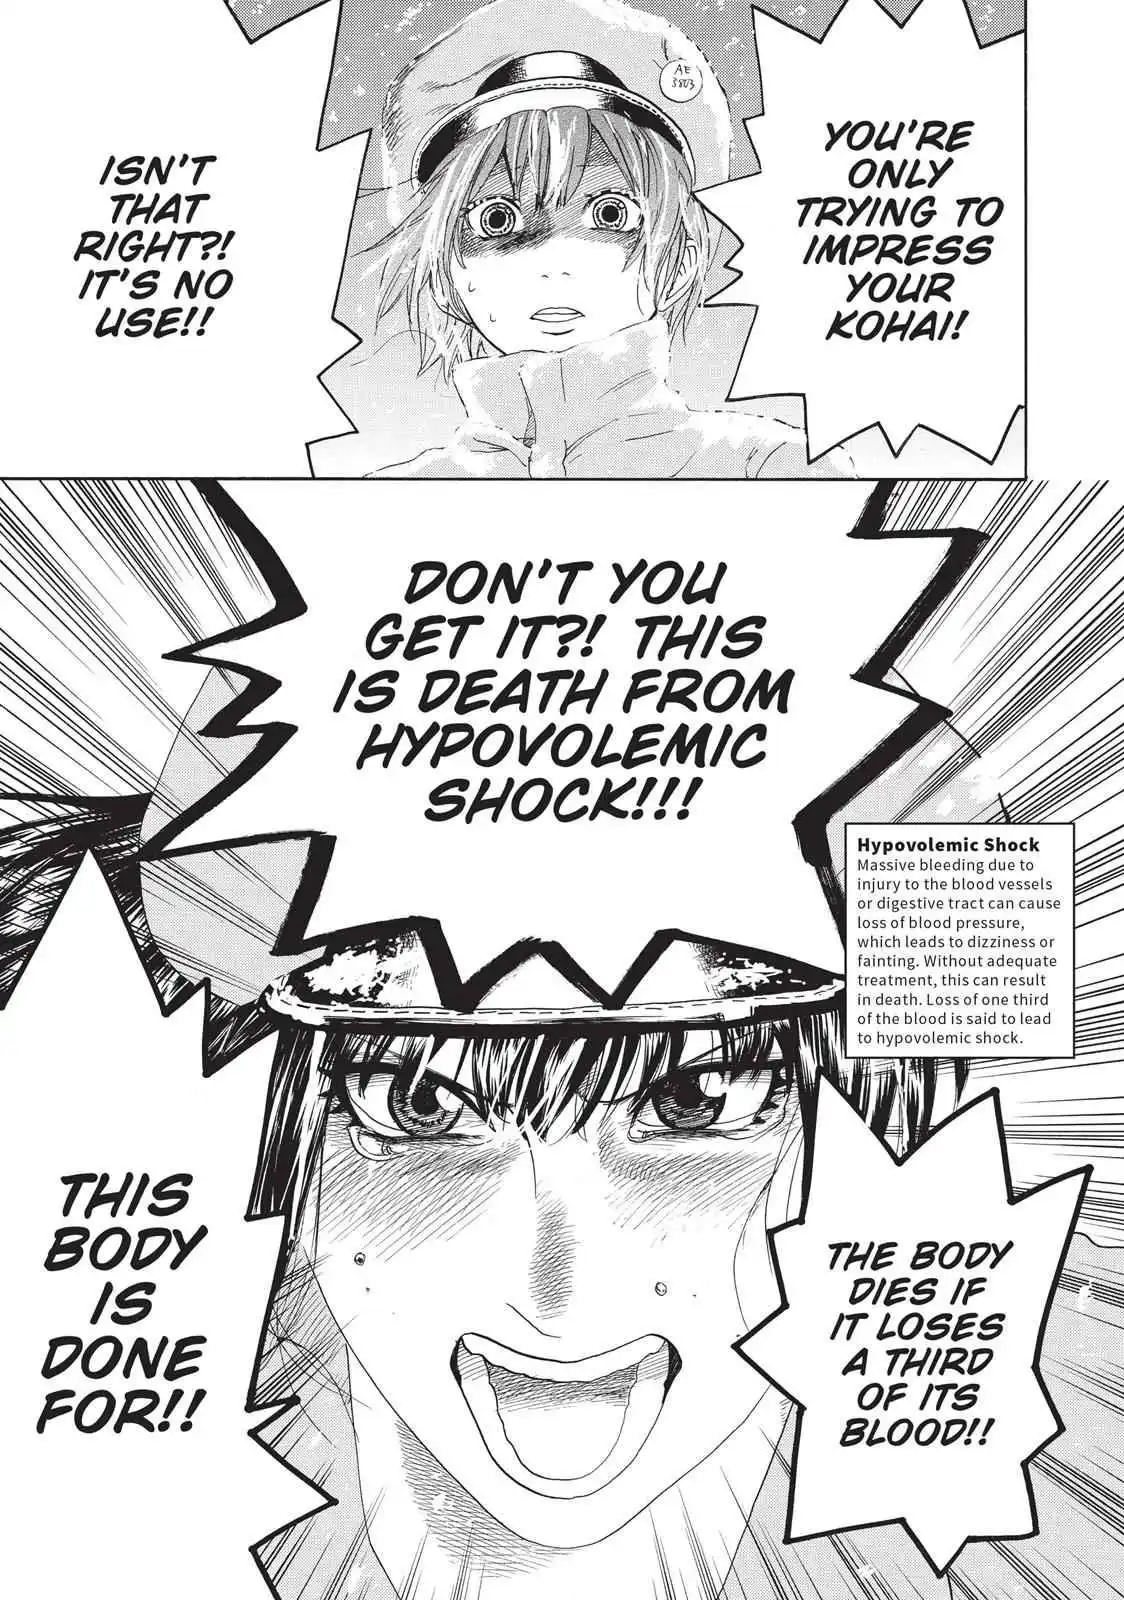 AE
3803
YOU'RE
ONLY
TRYING TO
IMPRESS
YOUR
KOHAI!
ISN'T
THAT
RIGHT?!
IT'S NO
USE!!
DON'T YOU
GET IT?! THIS
IS DEATH FROM
HYPOVOLEMIC
SHOCK!!!
Hypovolemic Shock
Massive bleeding due to
injury to the blood vessels
or digestive tract can cause
loss of blood pressure,
which leads to dizziness or
fainting. Without adequate
treatment, this can result
in death. Loss of one third
of the blood is said to lead
to hypovolemic shock.
THE BODY
DIES IF
IT LOSES
A THIRD
OF ITS
BLOOD!!
THIS
BODY
IS
DONE
FOR!!